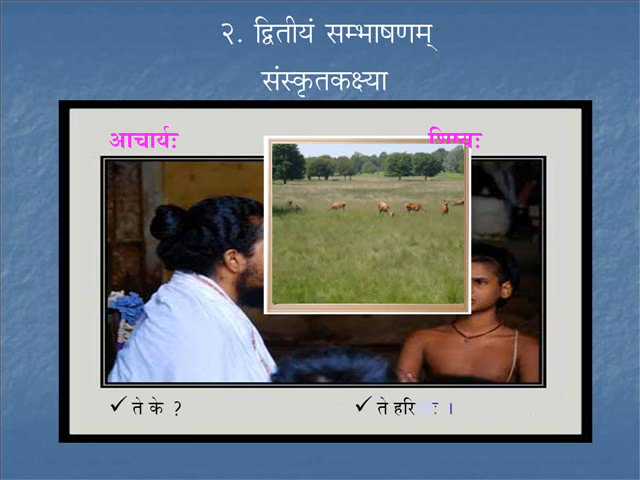 २. द्वितीयं सम्भाषणम्
संस्कृतकक्ष्या
आचार्यः
ते के ?
ते